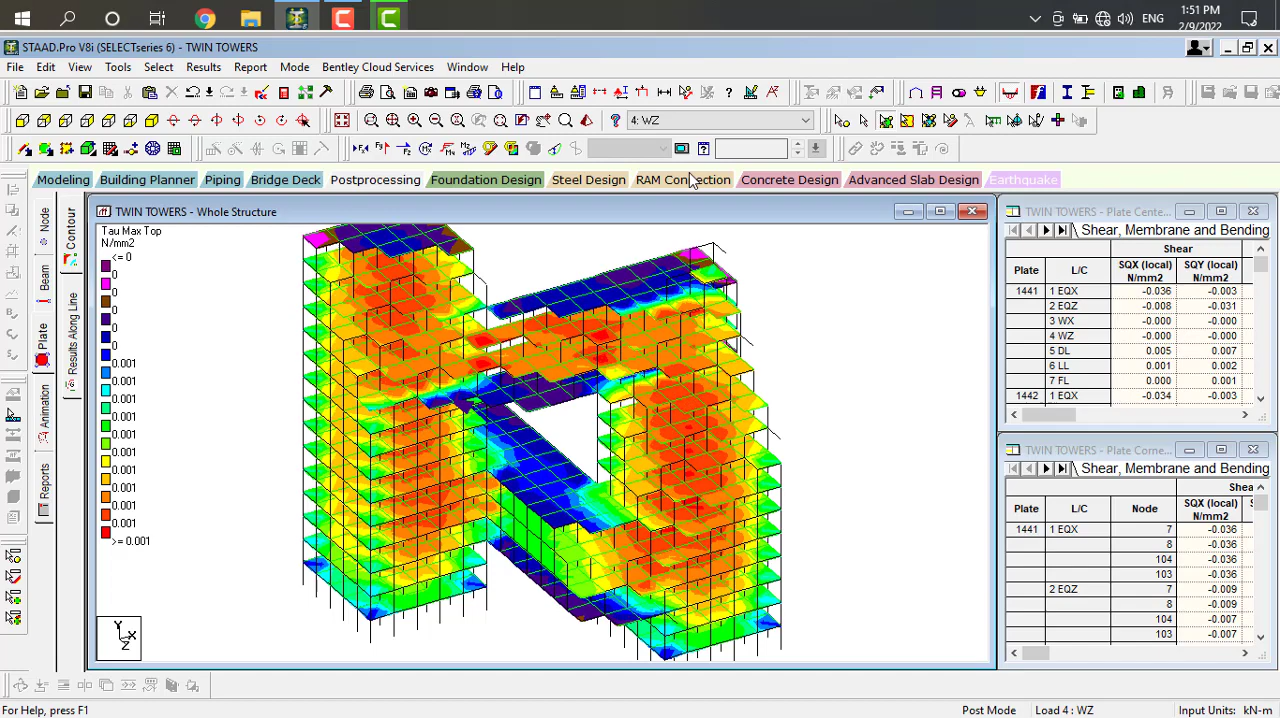 ENG
1:51 PM
2/9/2022
STAAD.Pro V8i (SELECTseries 6) - TWIN TOWERS
File Edit View Tools Select Results Report Mode Bentley Cloud Services Window Help
4: WZ
Modeling Building Planner Piping Bridge Deck Postprocessing Foundation Design Steel Design RAM Connection Concrete Design Advanced Slab Design Earthquake
Node
Beam
Plate
Animation
Reports
Contour
Results Along Line
TWIN TOWERS - Whole Structure
Tau Max Top
N/mm2
<= 0
0
0
0
0
0.001
0.001
0.001
0.001
0.001
0.001
0.001
0.001
0.001
0.001
>= 0.001
Y
X
Z
TWIN TOWERS - Plate Cente...
Shear, Membrane and Bending
Shear
Plate L/C SQX (local) N/mm2 SQY (local) N/mm2
1441 1 EQX -0.036 -0.003
2 EQZ -0.008 -0.031
3 WX -0.000 -0.000
4 WZ -0.000 -0.000
5 DL 0.005 0.007
6 LL 0.001 0.002
7 FL 0.000 0.001
1442 1 EQX -0.034 -0.003
TWIN TOWERS - Plate Corne...
Shear, Membrane and Bending
Shea
Plate L/C Node SQX (local) N/mm2
1441 1 EQX 7 -0.036
8 -0.036
104 -0.036
103 -0.036
2 EQZ 7 -0.009
8 -0.009
104 -0.007
103 -0.007
For Help, press F1
Post Mode
Load 4 : WZ
Input Units: kN-m